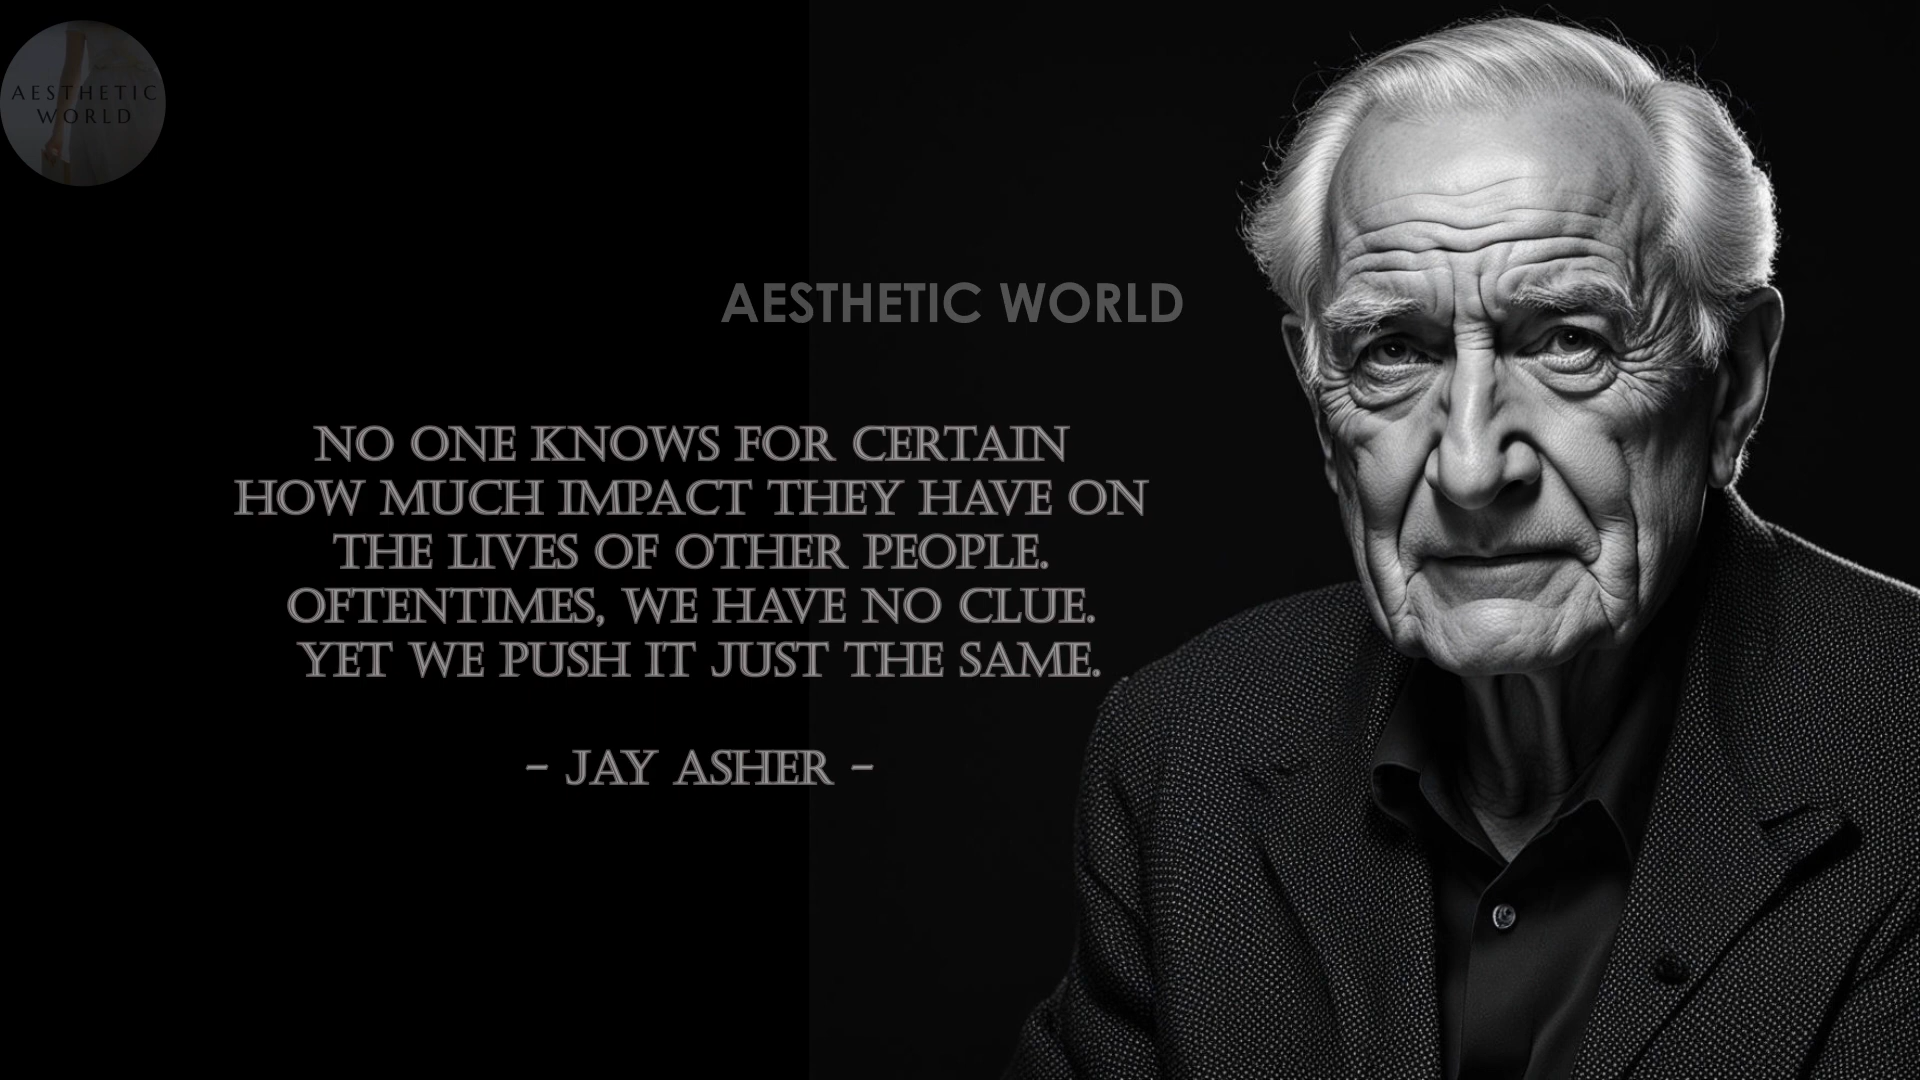 AESTHETIC
WORLD
AESTHETIC WORLD
NO ONE KNOWS FOR CERTAIN
HOW MUCH IMPACT THEY HAVE ON
THE LIVES OF OTHER PEOPLE.
OFTENTIMES, WE HAVE NO CLUE.
YET WE PUSH IT JUST THE SAME.
- JAY ASHER -